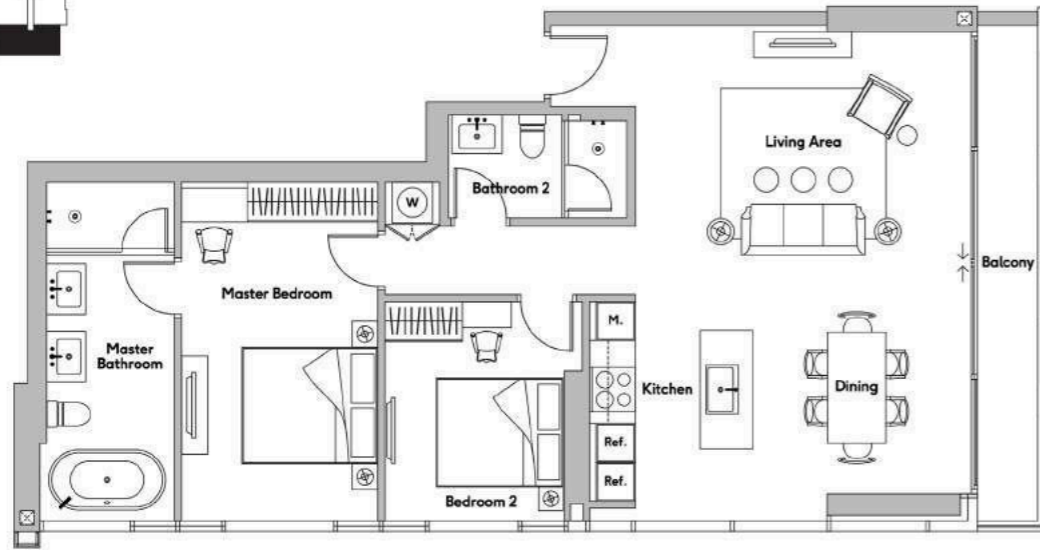 Living Area
Bathroom 2
W
Balcony
Master Bedroom
M.
Master
Bathroom
Kitchen
Dining
Ref.
Ref.
Bedroom 2